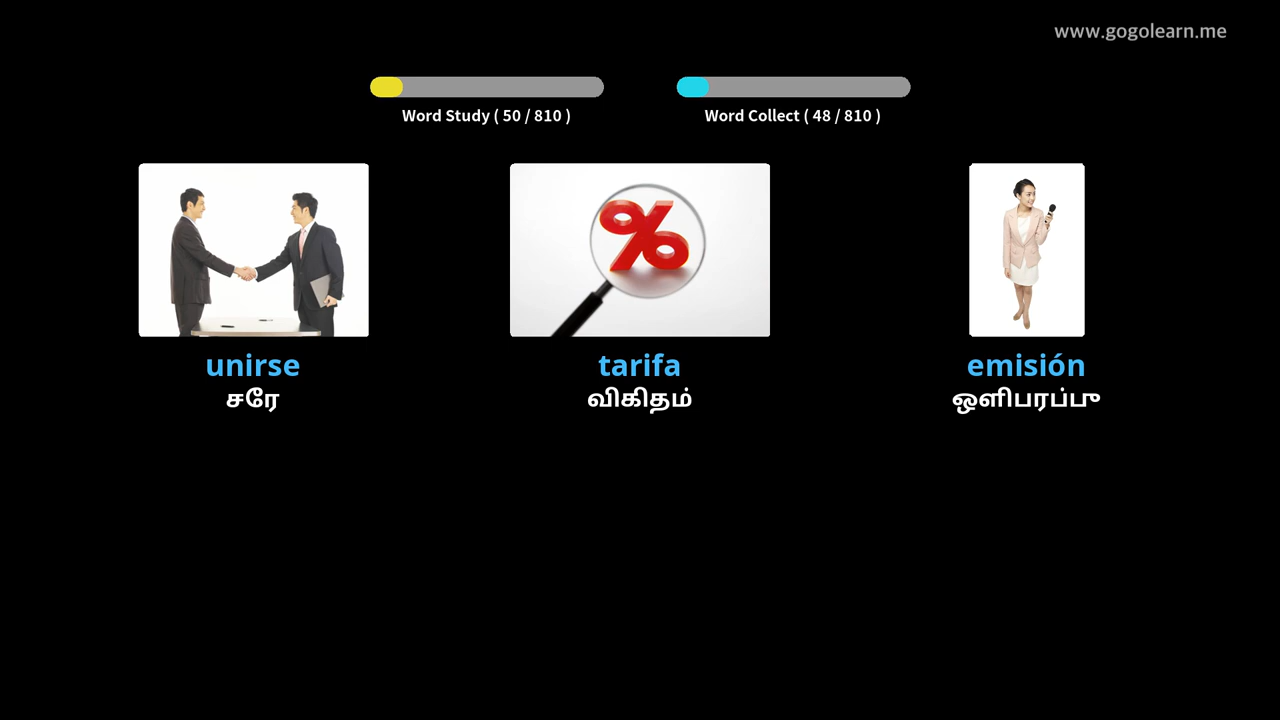 www.gogolearn.me
Word Study ( 50 / 810 )
Word Collect ( 48 / 810 )
unirse
சரே
tarifa
விகிதம்
emisión
ஒளிபரப்பு